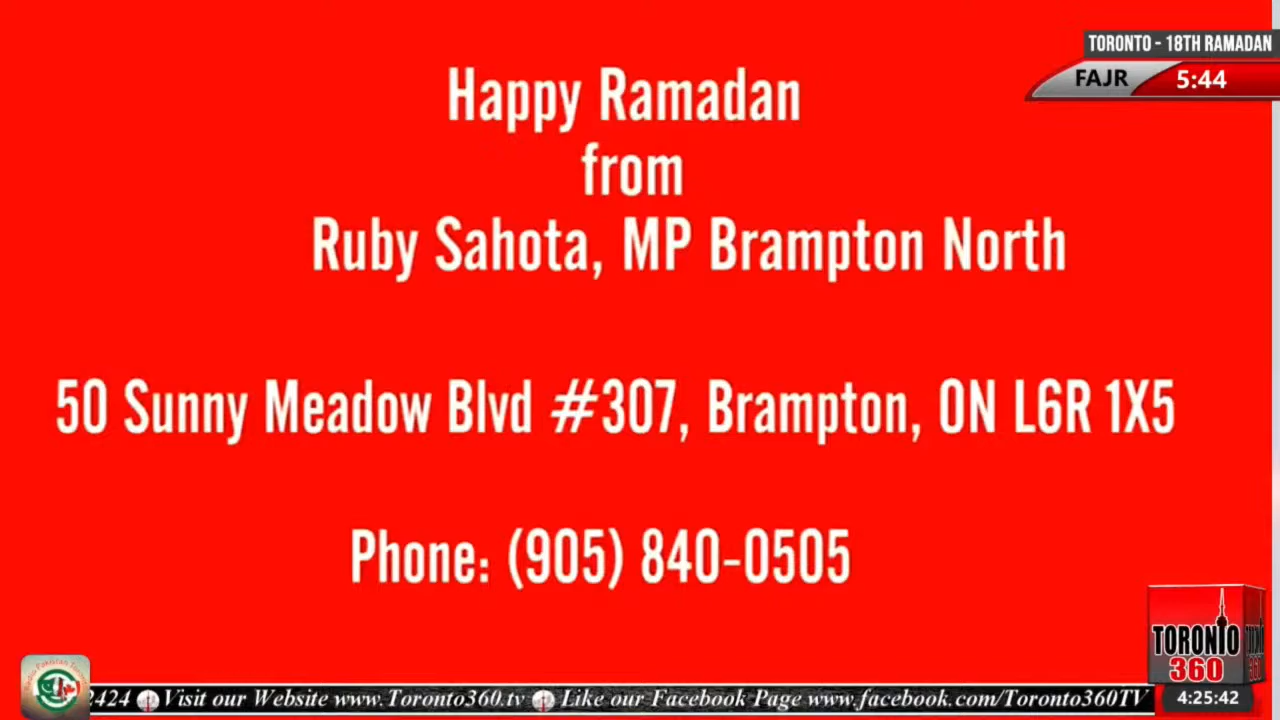 TORONTO - 18TH RAMADAN
FAJR 5:44
Happy Ramadan
from
Ruby Sahota, MP Brampton North
50 Sunny Meadow Blvd #307, Brampton, ON L6R 1X5
Phone: (905) 840-0505
TORONTO
360
2424 Visit our Website www.Toronto360.tv Like our Facebook Page www.facebook.com/Toronto360TV
4:25:42